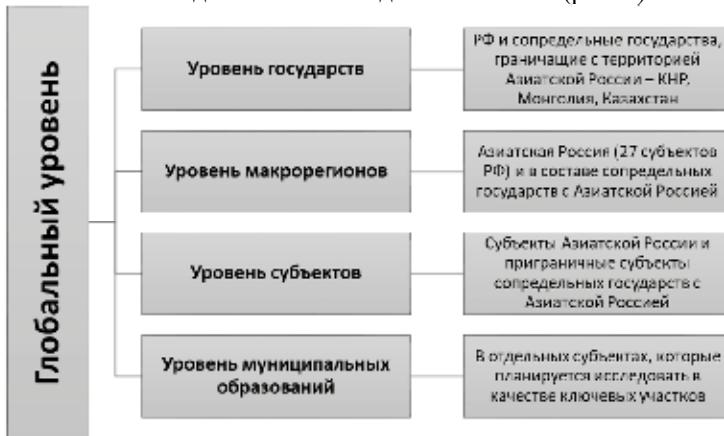 Глобальный уровень
Уровень государств
РФ и сопредельные государства,
граничащие с территорией
Азиатской России – КНР,
Монголия, Казахстан
Уровень макрорегионов
Азиатская Россия (27 субъектов
РФ) и в составе сопредельных
государств с Азиатской Россией
Уровень субъектов
Субъекты Азиатской России и
приграничные субъекты
сопредельных государств с
Азиатской Россией
Уровень муниципальных
образований
В отдельных субъектах, которые
планируется исследовать в
качестве ключевых участков